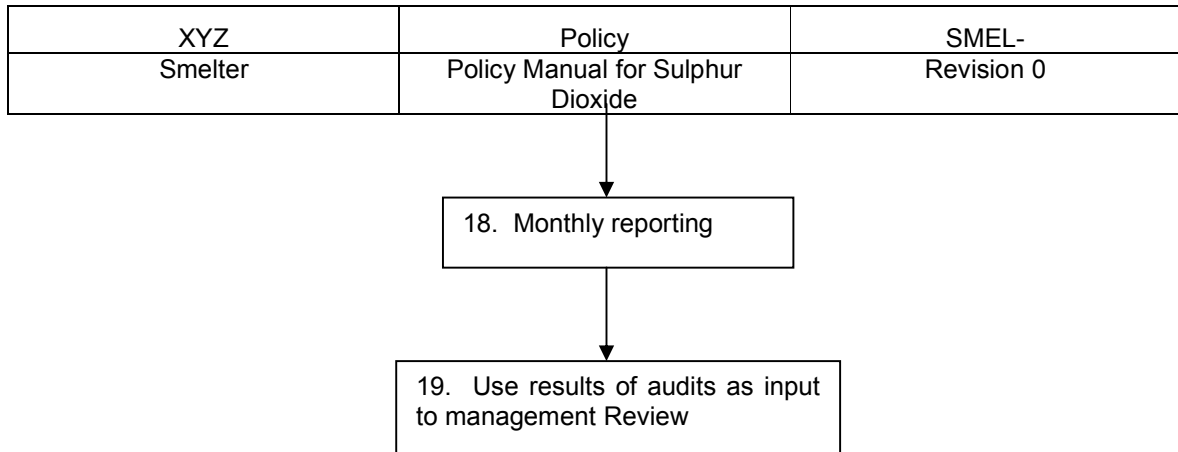 XYZ Policy SMEL-
Smelter Policy Manual for Sulphur Revision 0
Dioxide
18. Monthly reporting
19. Use results of audits as input
to management Review